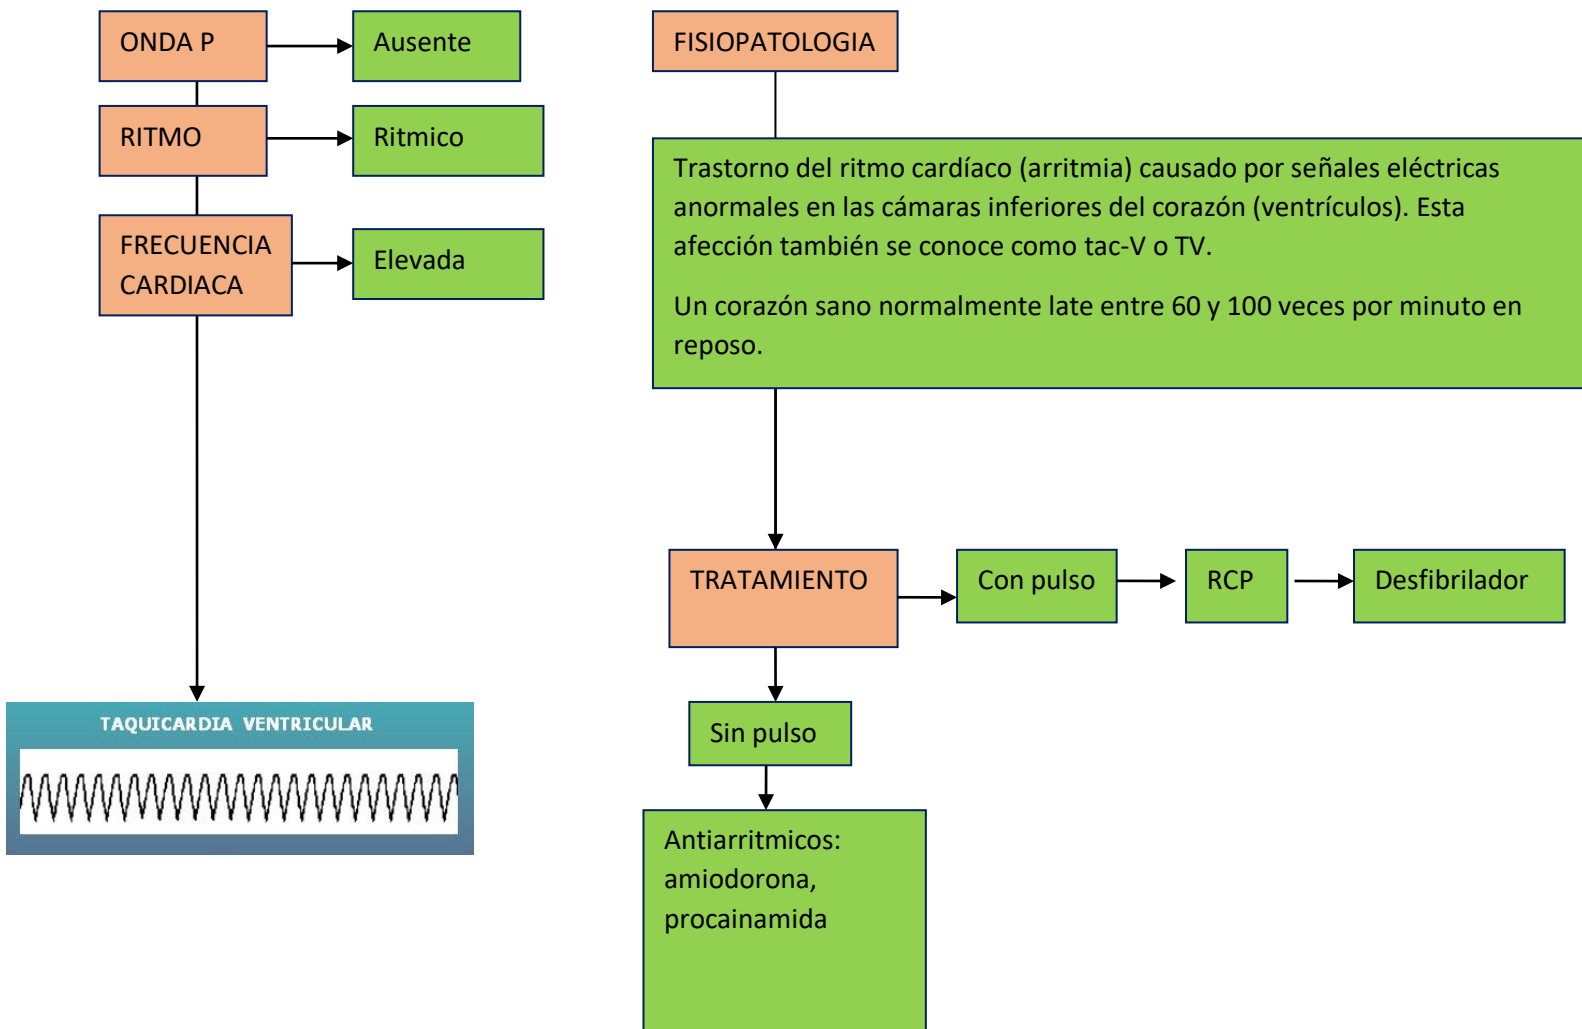 ONDA P
Ausente
RITMO
Ritmico
FRECUENCIA
CARDIACA
Elevada
TAQUICARDIA VENTRICULAR
FISIOPATOLOGIA
Trastorno del ritmo cardíaco (arritmia) causado por señales eléctricas
anormales en las cámaras inferiores del corazón (ventrículos). Esta
afección también se conoce como tac-V o TV.
Un corazón sano normalmente late entre 60 y 100 veces por minuto en
reposo.
TRATAMIENTO
Con pulso
RCP
Desfibrilador
Sin pulso
Antiarritmicos:
amiodorona,
procainamida